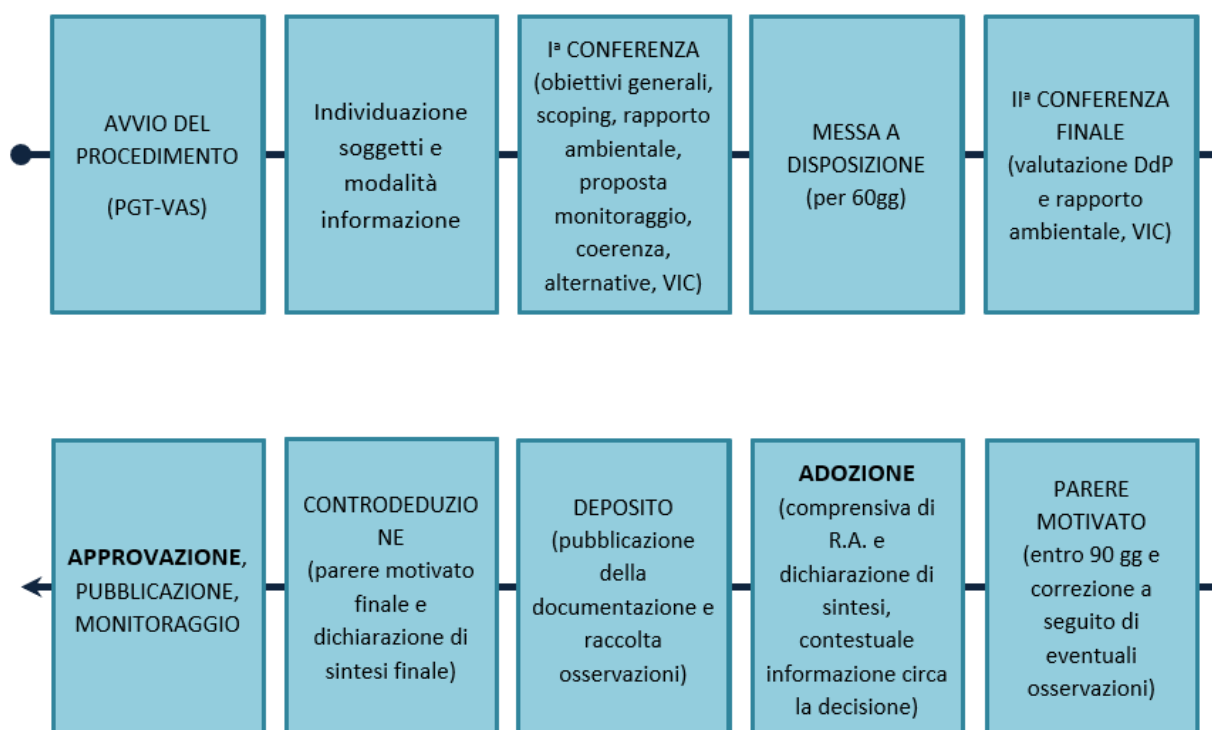 AVVIO DEL
PROCEDIMENTO
(PGT-VAS)
Individuazione
soggetti e
modalità
informazione
Iª CONFERENZA
(obiettivi generali,
scoping, rapporto
ambientale,
proposta
monitoraggio,
coerenza,
alternative, VIC)
MESSA A
DISPOSIZIONE
(per 60gg)
IIª CONFERENZA
FINALE
(valutazione DdP
e rapporto
ambientale, VIC)
APPROVAZIONE,
PUBBLICAZIONE,
MONITORAGGIO
CONTRODEDUZIO
NE
(parere motivato
finale e
dichiarazione di
sintesi finale)
DEPOSITO
(pubblicazione
della
documentazione e
raccolta
osservazioni)
ADOZIONE
(comprensiva di
R.A. e
dichiarazione di
sintesi,
contestuale
informazione circa
la decisione)
PARERE
MOTIVATO
(entro 90 gg e
correzione a
seguito di
eventuali
osservazioni)